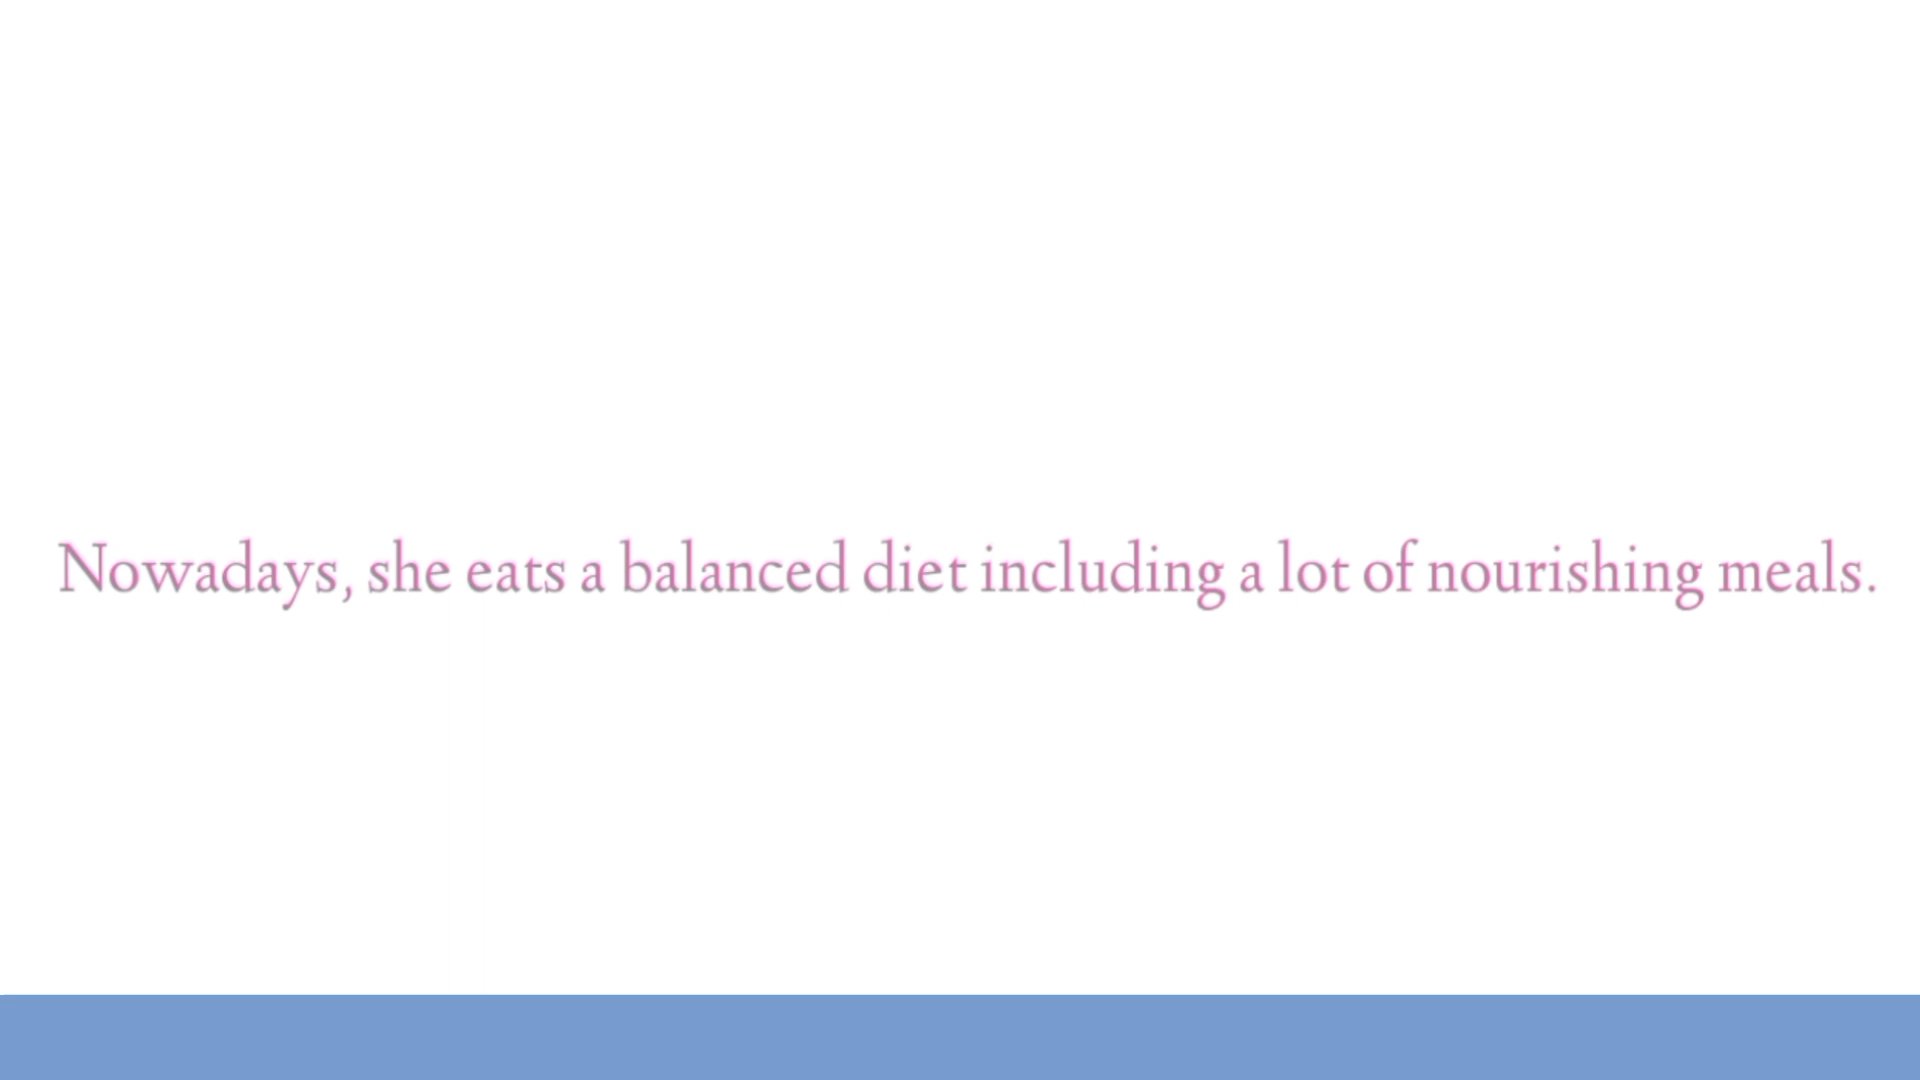 Nowadays, she eats a balanced diet including a lot of nourishing meals.